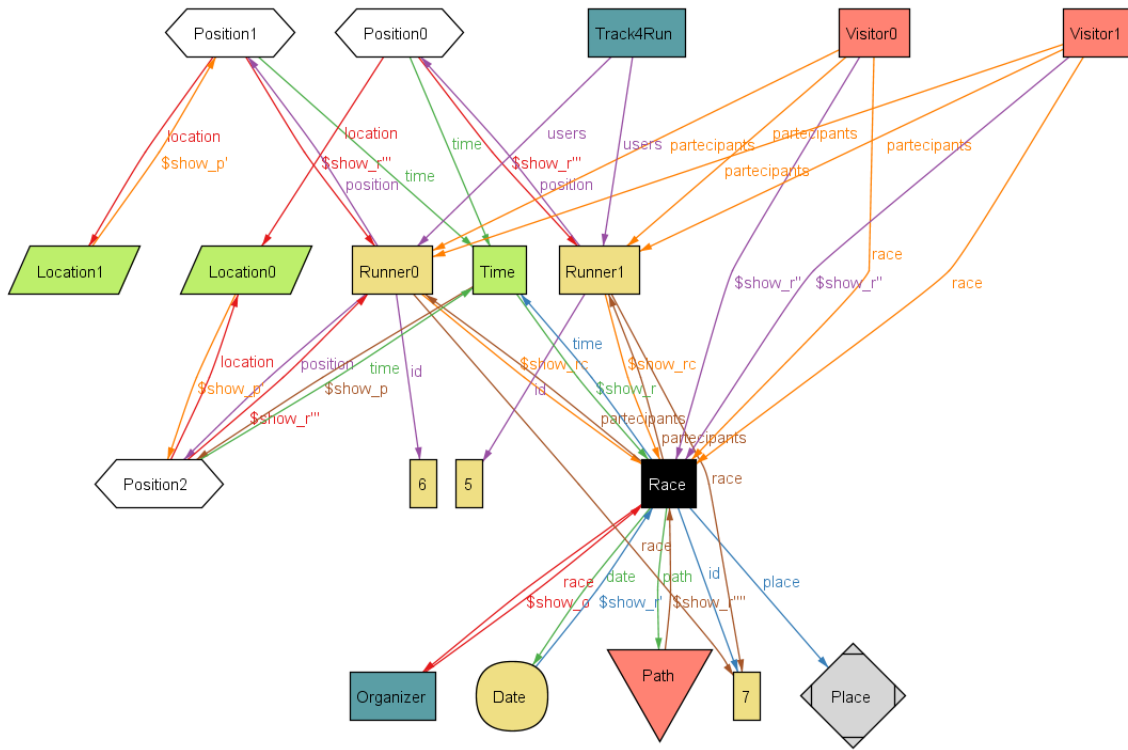 Position1
Position0
Track4Run
Visitor0
Visitor1
location
$show_p'
location
$show_r'''
position
time
time
$show_r'''
position
users
users
partecipants
partecipants
partecipants
partecipants
race
race
$show_r''
$show_r''
Location1
Location0
Runner0
Time
Runner1
location
$show_p'
position
$show_r'''
time
$show_p
id
$show_rc
time
$show_r
id
$show_rc
partecipants
partecipants
race
Position2
6
5
Race
race
race
$show_o
date
$show_r'
path
$show_r''''
id
place
Organizer
Date
Path
7
Place